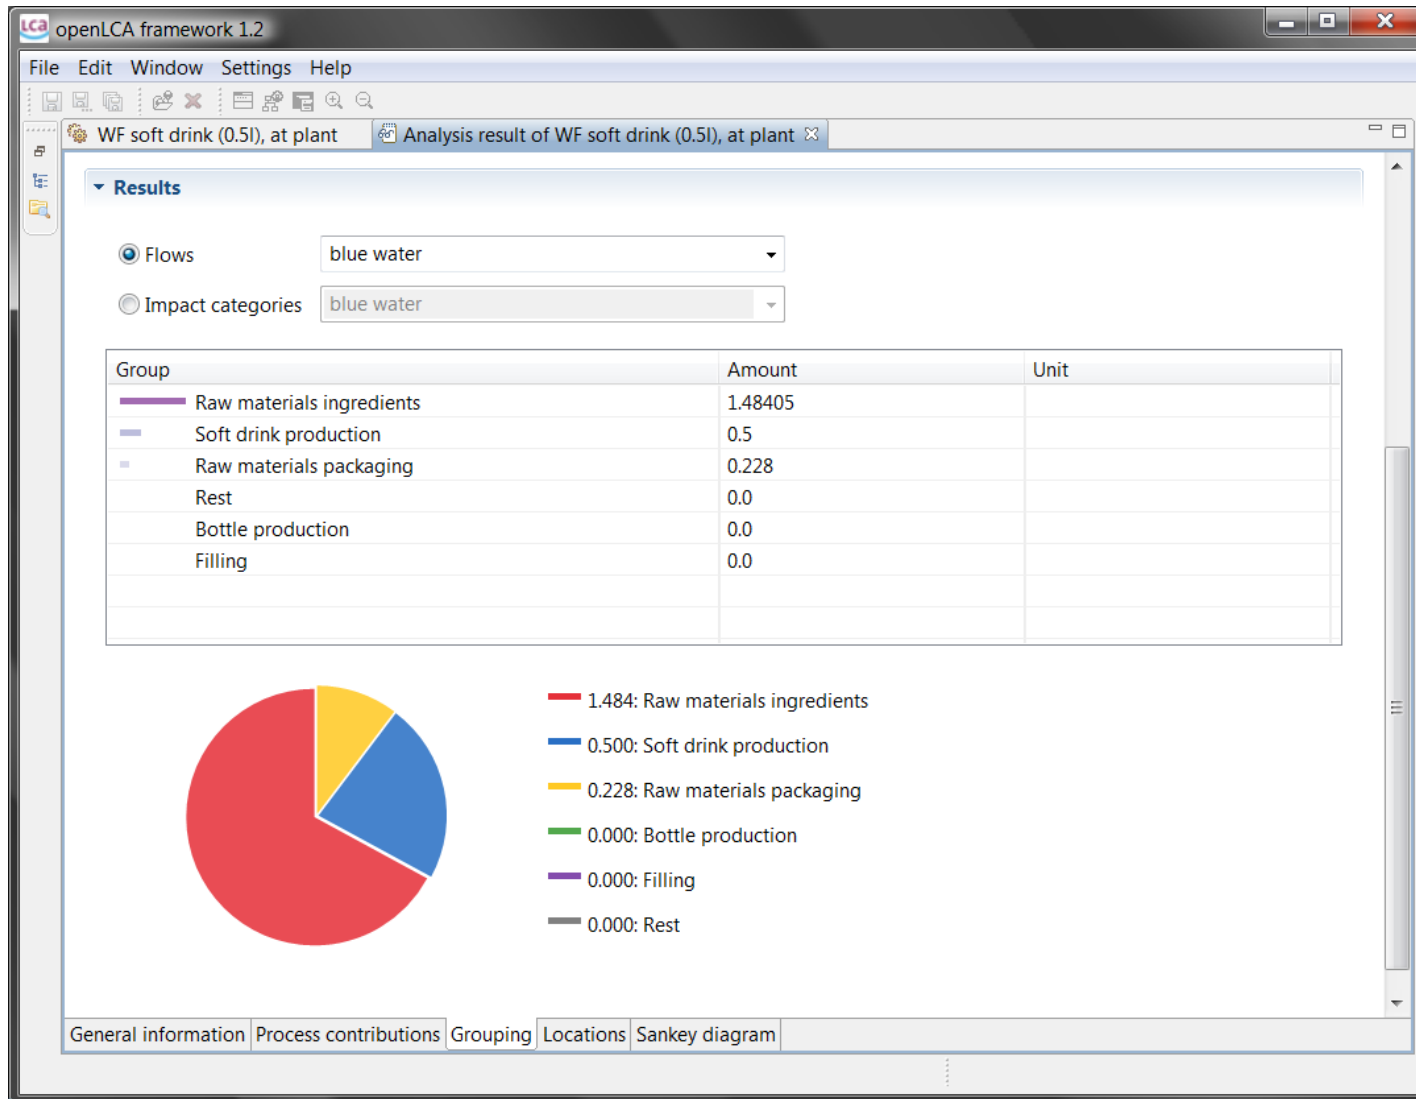 LCa openLCA framework 1.2
File Edit Window Settings Help
WF soft drink (0.5l), at plant Analysis result of WF soft drink (0.5l), at plant
Results
Flows blue water
Impact categories blue water
Group Amount Unit
Raw materials ingredients 1.48405
Soft drink production 0.5
Raw materials packaging 0.228
Rest 0.0
Bottle production 0.0
Filling 0.0
1.484: Raw materials ingredients
0.500: Soft drink production
0.228: Raw materials packaging
0.000: Bottle production
0.000: Filling
0.000: Rest
General information Process contributions Grouping Locations Sankey diagram